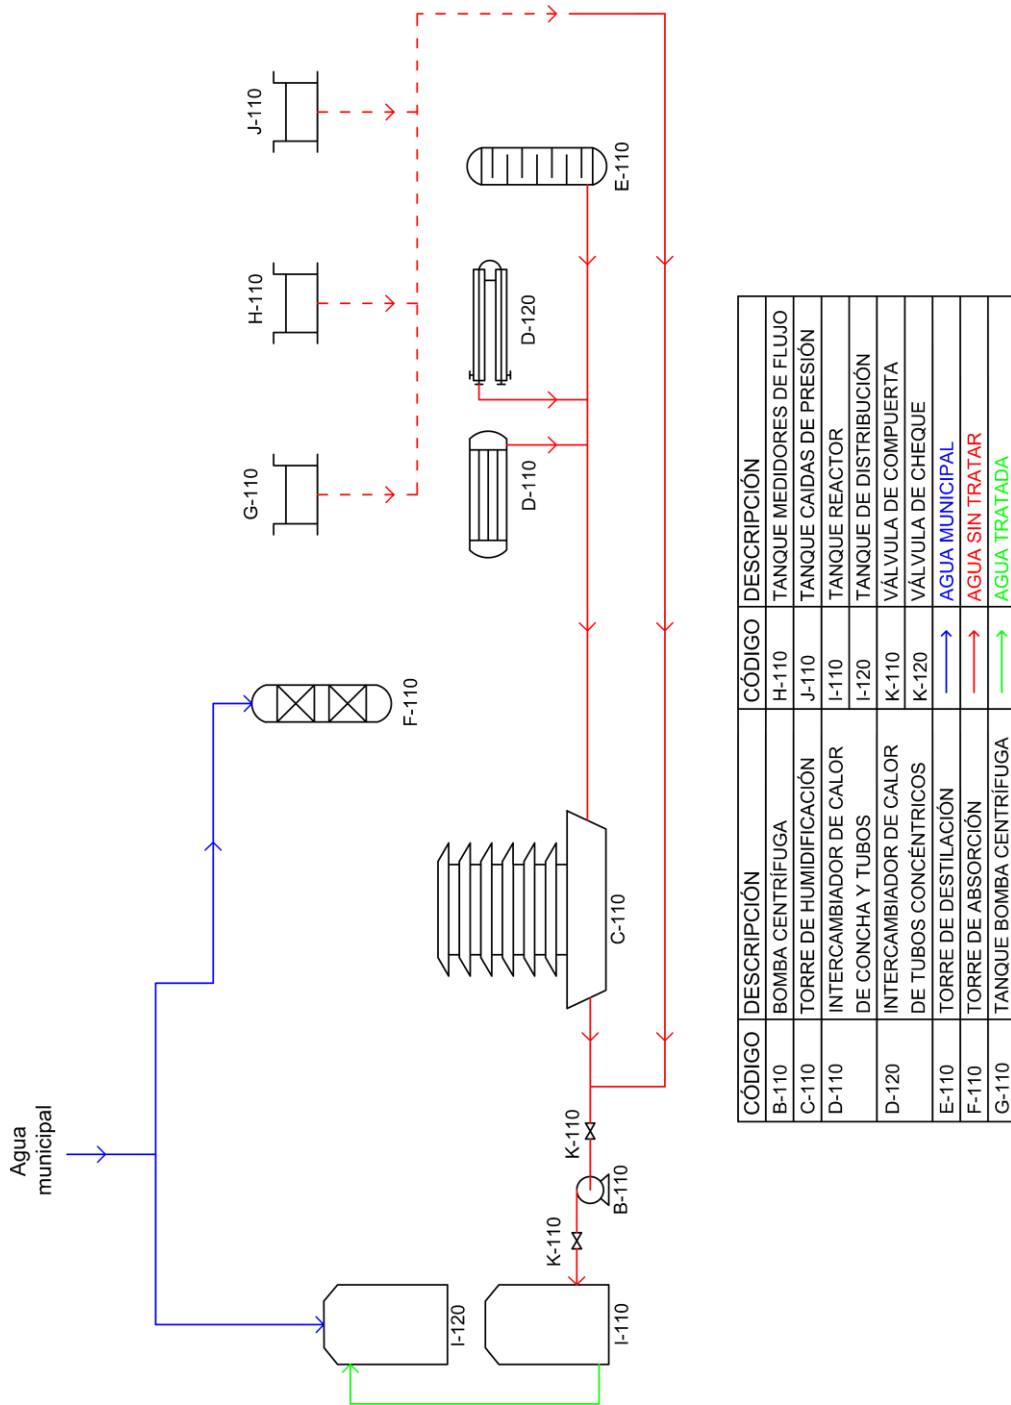 Agua
municipal
J-110
H-110
G-110
E-110
D-120
D-110
F-110
C-110
K-110
B-110
K-110
I-120
I-110
CÓDIGO DESCRIPCIÓN CÓDIGO DESCRIPCIÓN
B-110 BOMBA CENTRÍFUGA H-110 TANQUE MEDIDORES DE FLUJO
C-110 TORRE DE HUMIDIFICACIÓN J-110 TANQUE CAIDAS DE PRESIÓN
D-110 INTERCAMBIADOR DE CALOR I-110 TANQUE REACTOR
DE CONCHA Y TUBOS I-120 TANQUE DE DISTRIBUCIÓN
D-120 INTERCAMBIADOR DE CALOR K-110 VÁLVULA DE COMPUERTA
DE TUBOS CONCÉNTRICOS K-120 VÁLVULA DE CHEQUE
E-110 TORRE DE DESTILACIÓN AGUA MUNICIPAL
F-110 TORRE DE ABSORCIÓN AGUA SIN TRATAR
G-110 TANQUE BOMBA CENTRÍFUGA AGUA TRATADA